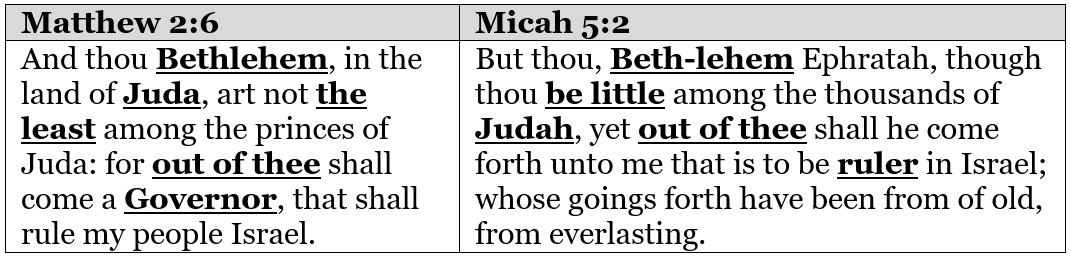 Matthew 2:6
And thou Bethlehem, in the
land of Juda, art not the
least among the princes of
Juda: for out of thee shall
come a Governor, that shall
rule my people Israel.
Micah 5:2
But thou, Beth-lehem Ephratah, though
thou be little among the thousands of
Judah, yet out of thee shall he come
forth unto me that is to be ruler in Israel;
whose goings forth have been from of old,
from everlasting.